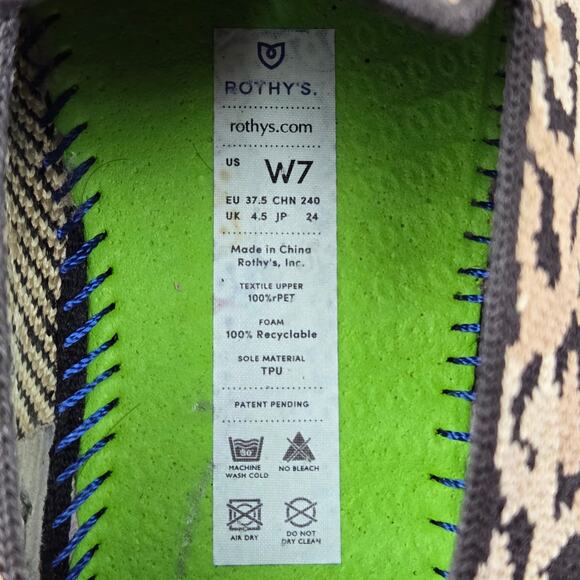 ROTHY'S.
rothys.com
US W7
EU 37.5 CHN 240
UK 4.5 JP 24
Made in China
Rothy's, Inc.
TEXTILE UPPER
100%rPET
FOAM
100% Recyclable
SOLE MATERIAL
TPU
PATENT PENDING
30
MACHINE WASH COLD
NO BLEACH
AIR DRY
DO NOT DRY CLEAN